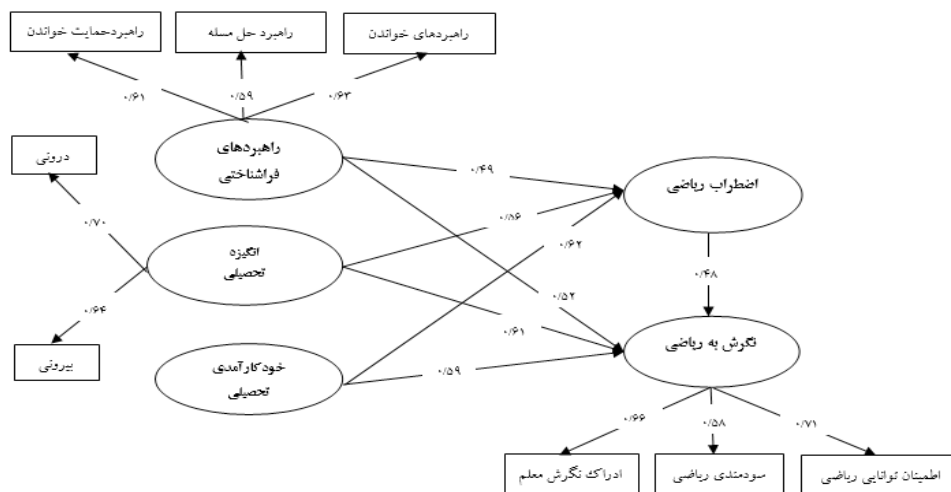 راهبردهای خواندن
راهبرد حل مسله
راهبردحمایت خواندن
۰/۶۳
۰/۵۹
۰/۶۱
راهبردهای
فراشناختی
درونی
۰/۷۰
انگیزه
تحصیلی
۰/۶۴
بیرونی
خودکارآمدی
تحصیلی
۰/۴۹
۰/۵۶
۰/۶۲
۰/۵۲
۰/۶۱
۰/۵۹
اضطراب ریاضی
۰/۴۸
نگرش به ریاضی
۰/۷۱
۰/۵۸
۰/۶۶
اطمینان توانایی ریاضی
سودمندی ریاضی
ادراک نگرش معلم